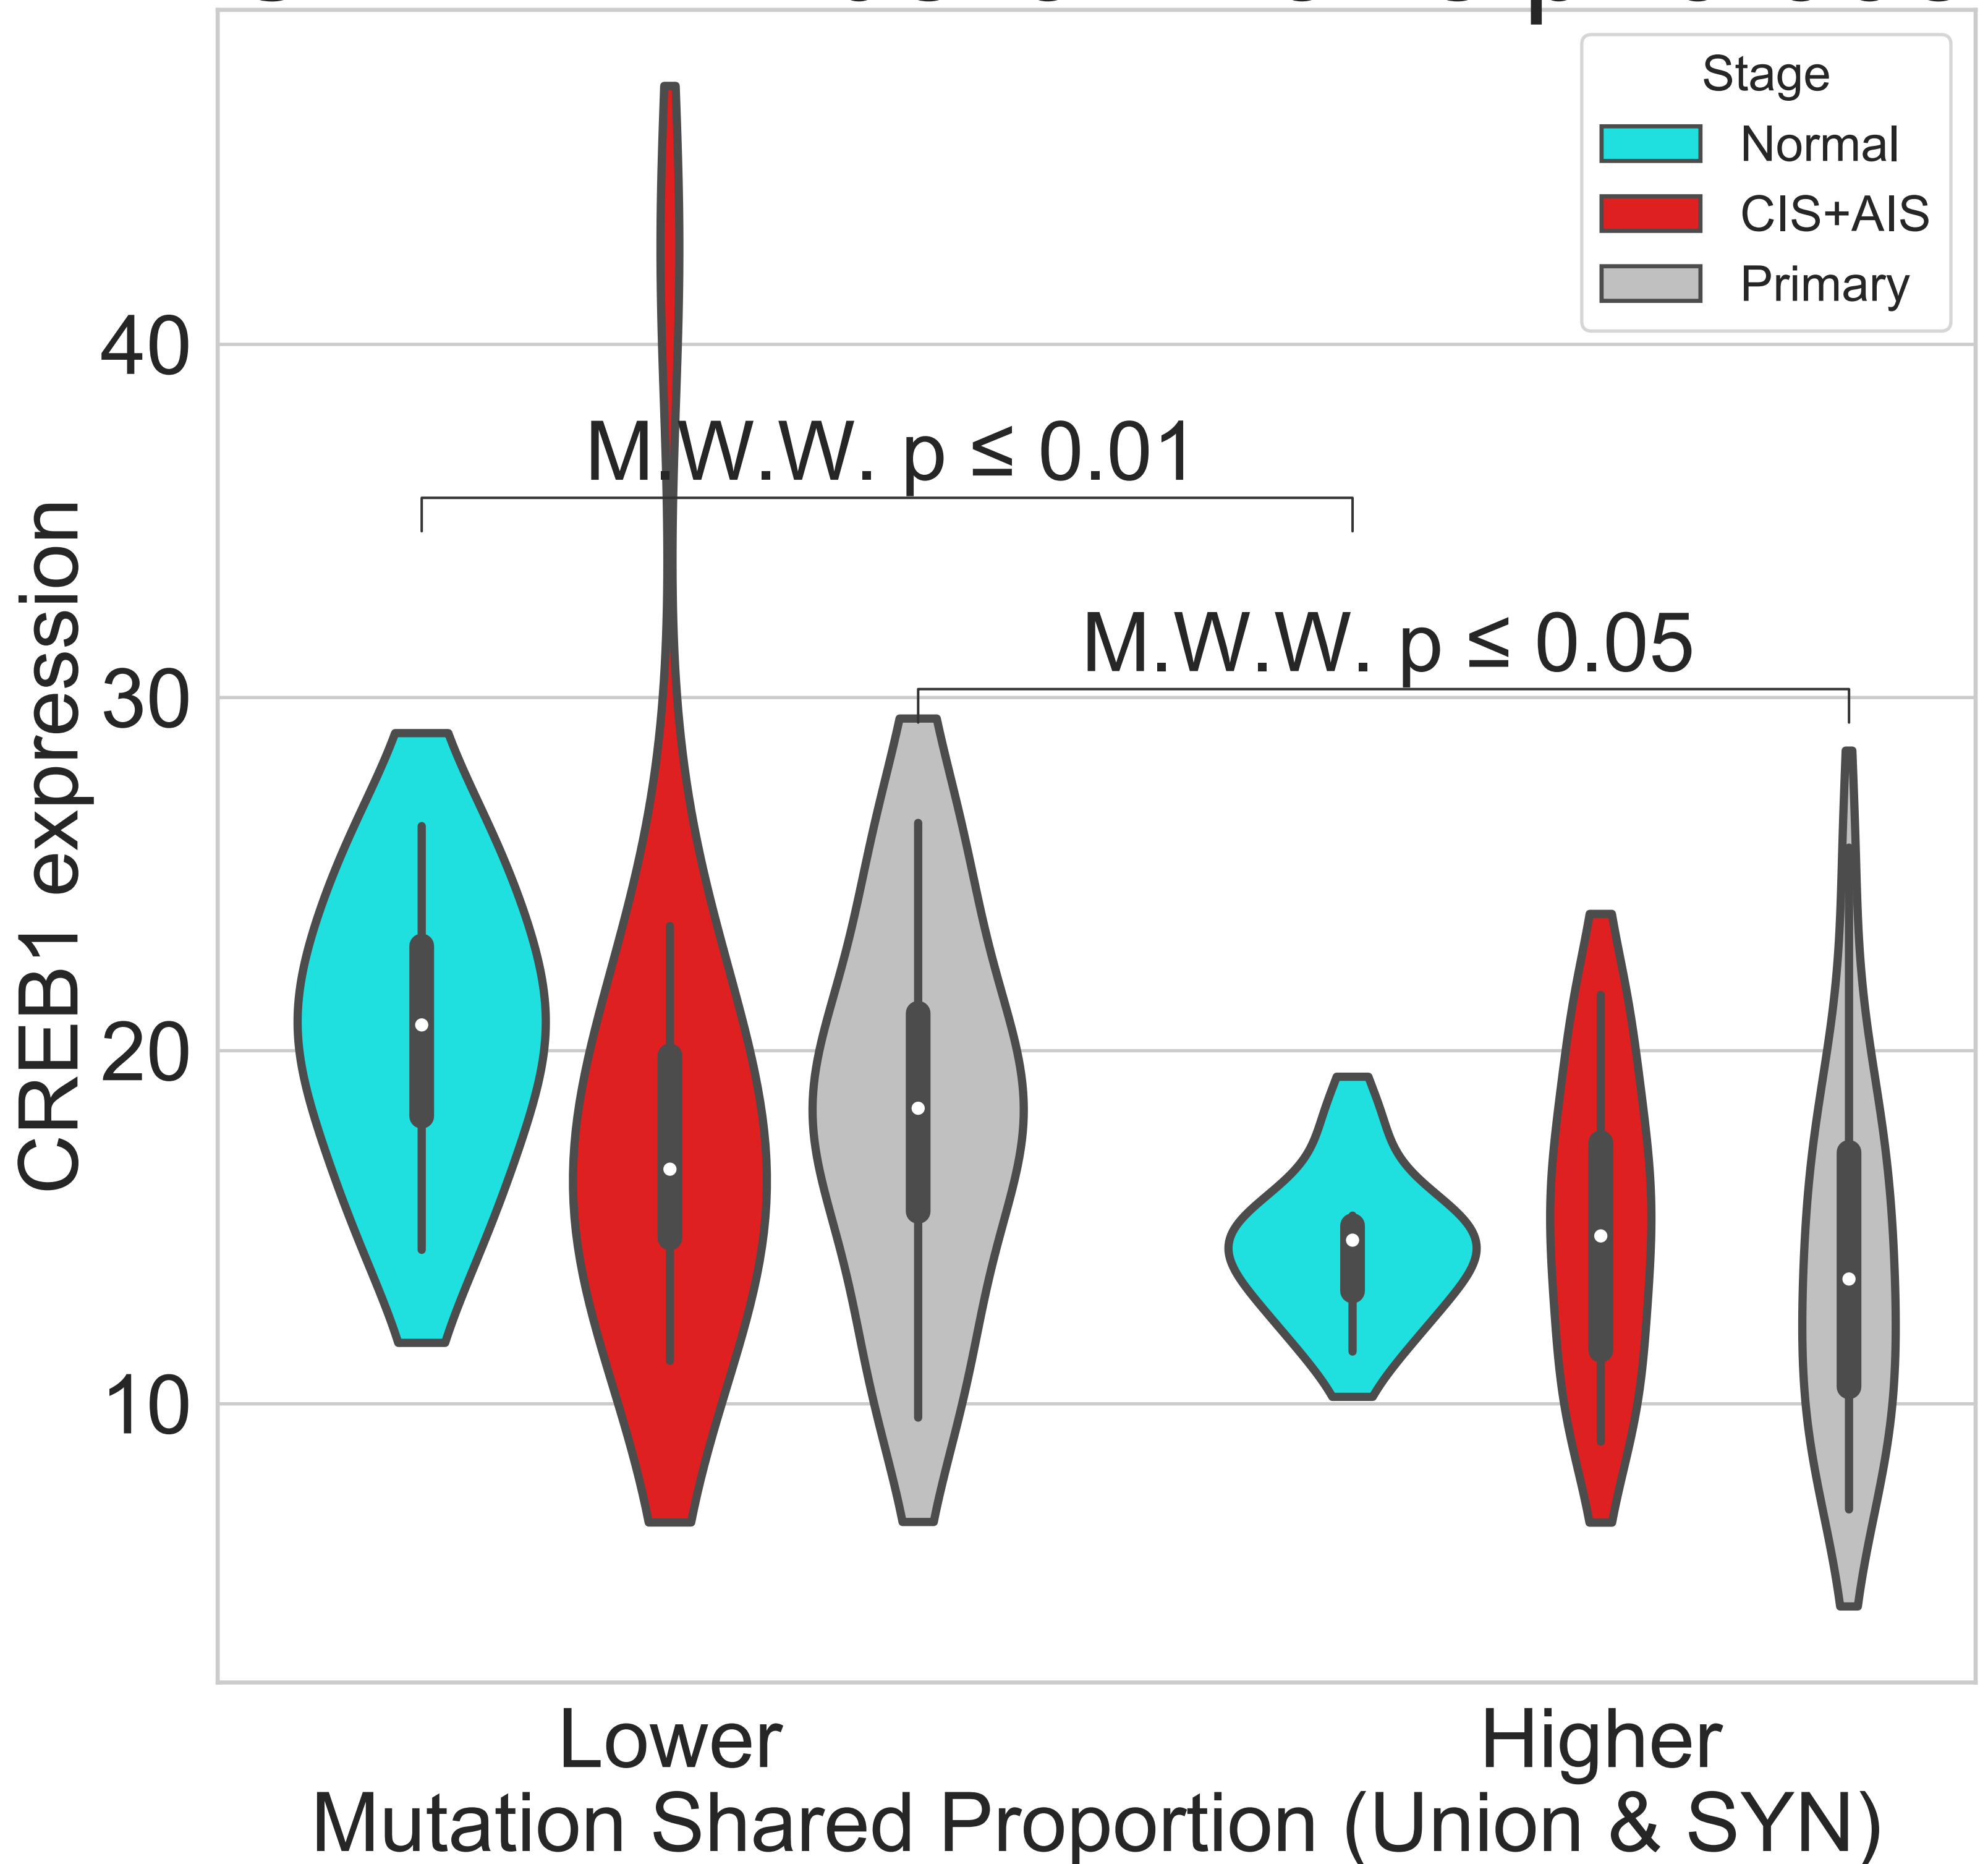 Stage
Normal
CIS+AIS
Primary
40
M.W.W. p ≤ 0.01
M.W.W. p ≤ 0.05
30
20
10
CREB1 expression
Lower
Higher
Mutation Shared Proportion (Union & SYN)